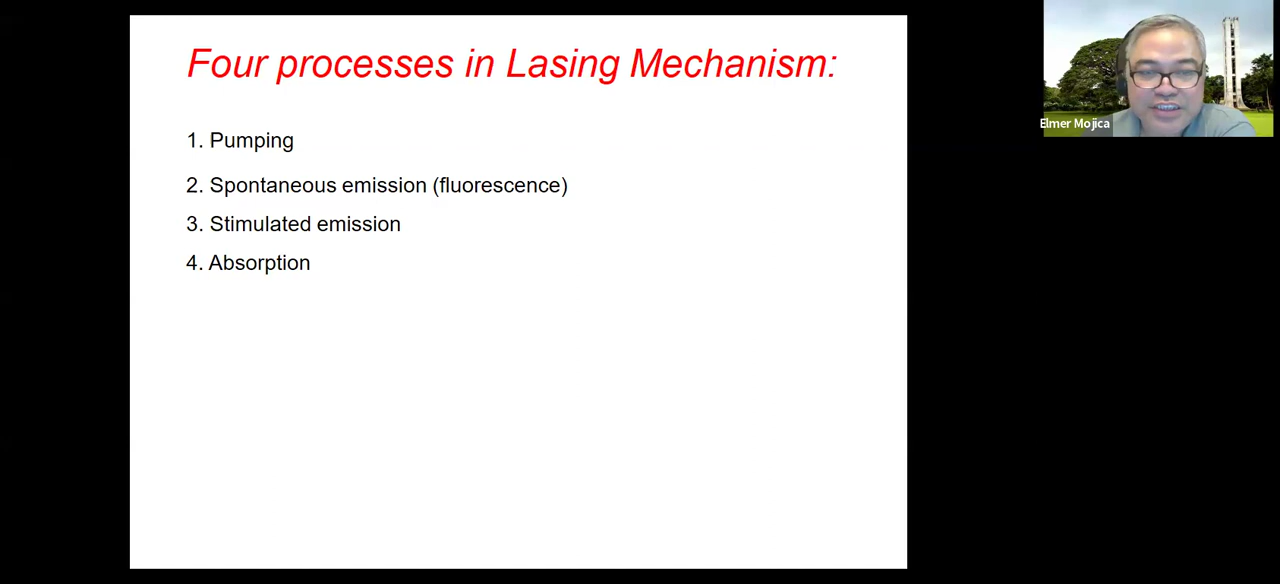 Four processes in Lasing Mechanism:
1. Pumping
2. Spontaneous emission (fluorescence)
3. Stimulated emission
4. Absorption
Elmer Mojica